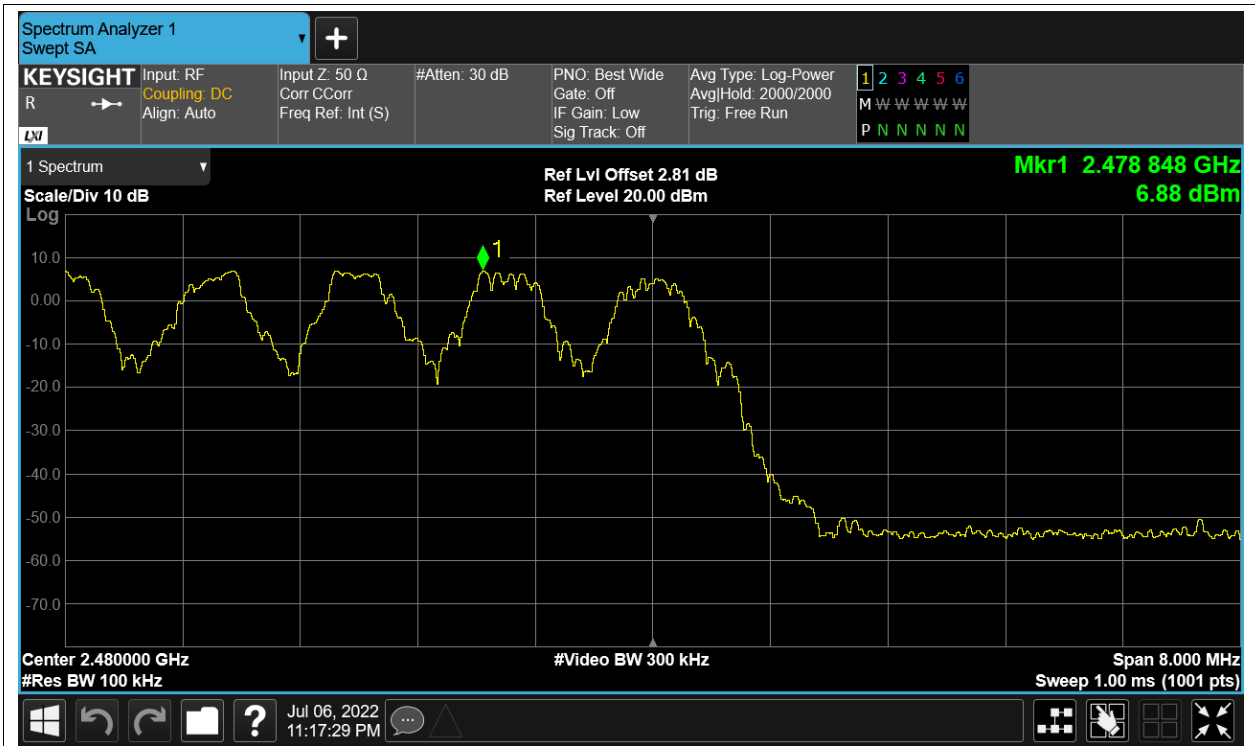 Spectrum Analyzer 1
Swept SA
KEYSIGHT
R
LXI
Input: RF
Coupling: DC
Align: Auto
Input Z: 50 Ω
Corr CCorr
Freq Ref: Int (S)
#Atten: 30 dB
PNO: Best Wide
Gate: Off
IF Gain: Low
Sig Track: Off
Avg Type: Log-Power
Avg|Hold: 2000/2000
Trig: Free Run
1 2 3 4 5 6
M W W W W W
P N N N N N
1 Spectrum
Scale/Div 10 dB
Log
Ref Lvl Offset 2.81 dB
Ref Level 20.00 dBm
Mkr1 2.478 848 GHz
6.88 dBm
1
10.0
0.00
-10.0
-20.0
-30.0
-40.0
-50.0
-60.0
-70.0
Center 2.480000 GHz
#Res BW 100 kHz
#Video BW 300 kHz
Span 8.000 MHz
Sweep 1.00 ms (1001 pts)
?
Jul 06, 2022
11:17:29 PM